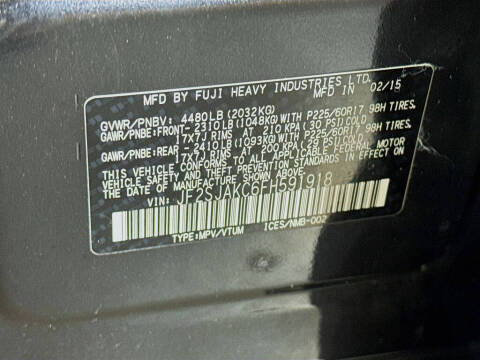 MFD BY FUJI HEAVY INDUSTRIES LTD.
MFD IN 02/15
GVWR/PNBV: 4480LB (2032KG)
GAWR/PNBE: FRONT- 2310LB (1048KG) WITH P225/60R17 98H TIRES,
17X7J RIMS AT 210 KPA (30 PSI) COLD.
GAWR/PNBE: REAR - 2410LB (1093KG) WITH P225/60R17 98H TIRES,
17X7J RIMS AT 200 KPA (29 PSI) COLD.
THIS VEHICLE CONFORMS TO ALL APPLICABLE FEDERAL MOTOR
VEHICLE SAFETY STANDARDS IN EFFECT ON
THE DATE OF MANUFACTURE SHOWN ABOVE.
VIN: JF2SJAKC6FH591918
TYPE:MPV/VTUM ICES/NMB-002